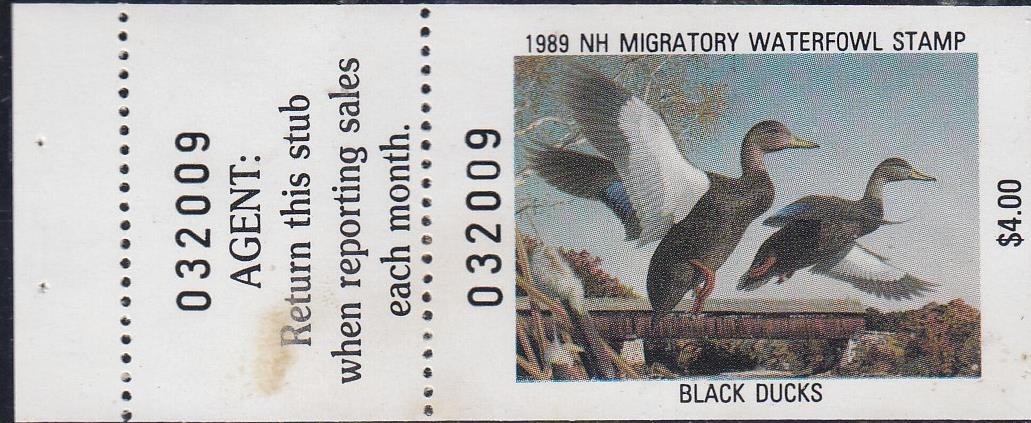 032009
AGENT:
Return this stub
when reporting sales
each month.
032009
1989 NH MIGRATORY WATERFOWL STAMP
$4.00
BLACK DUCKS